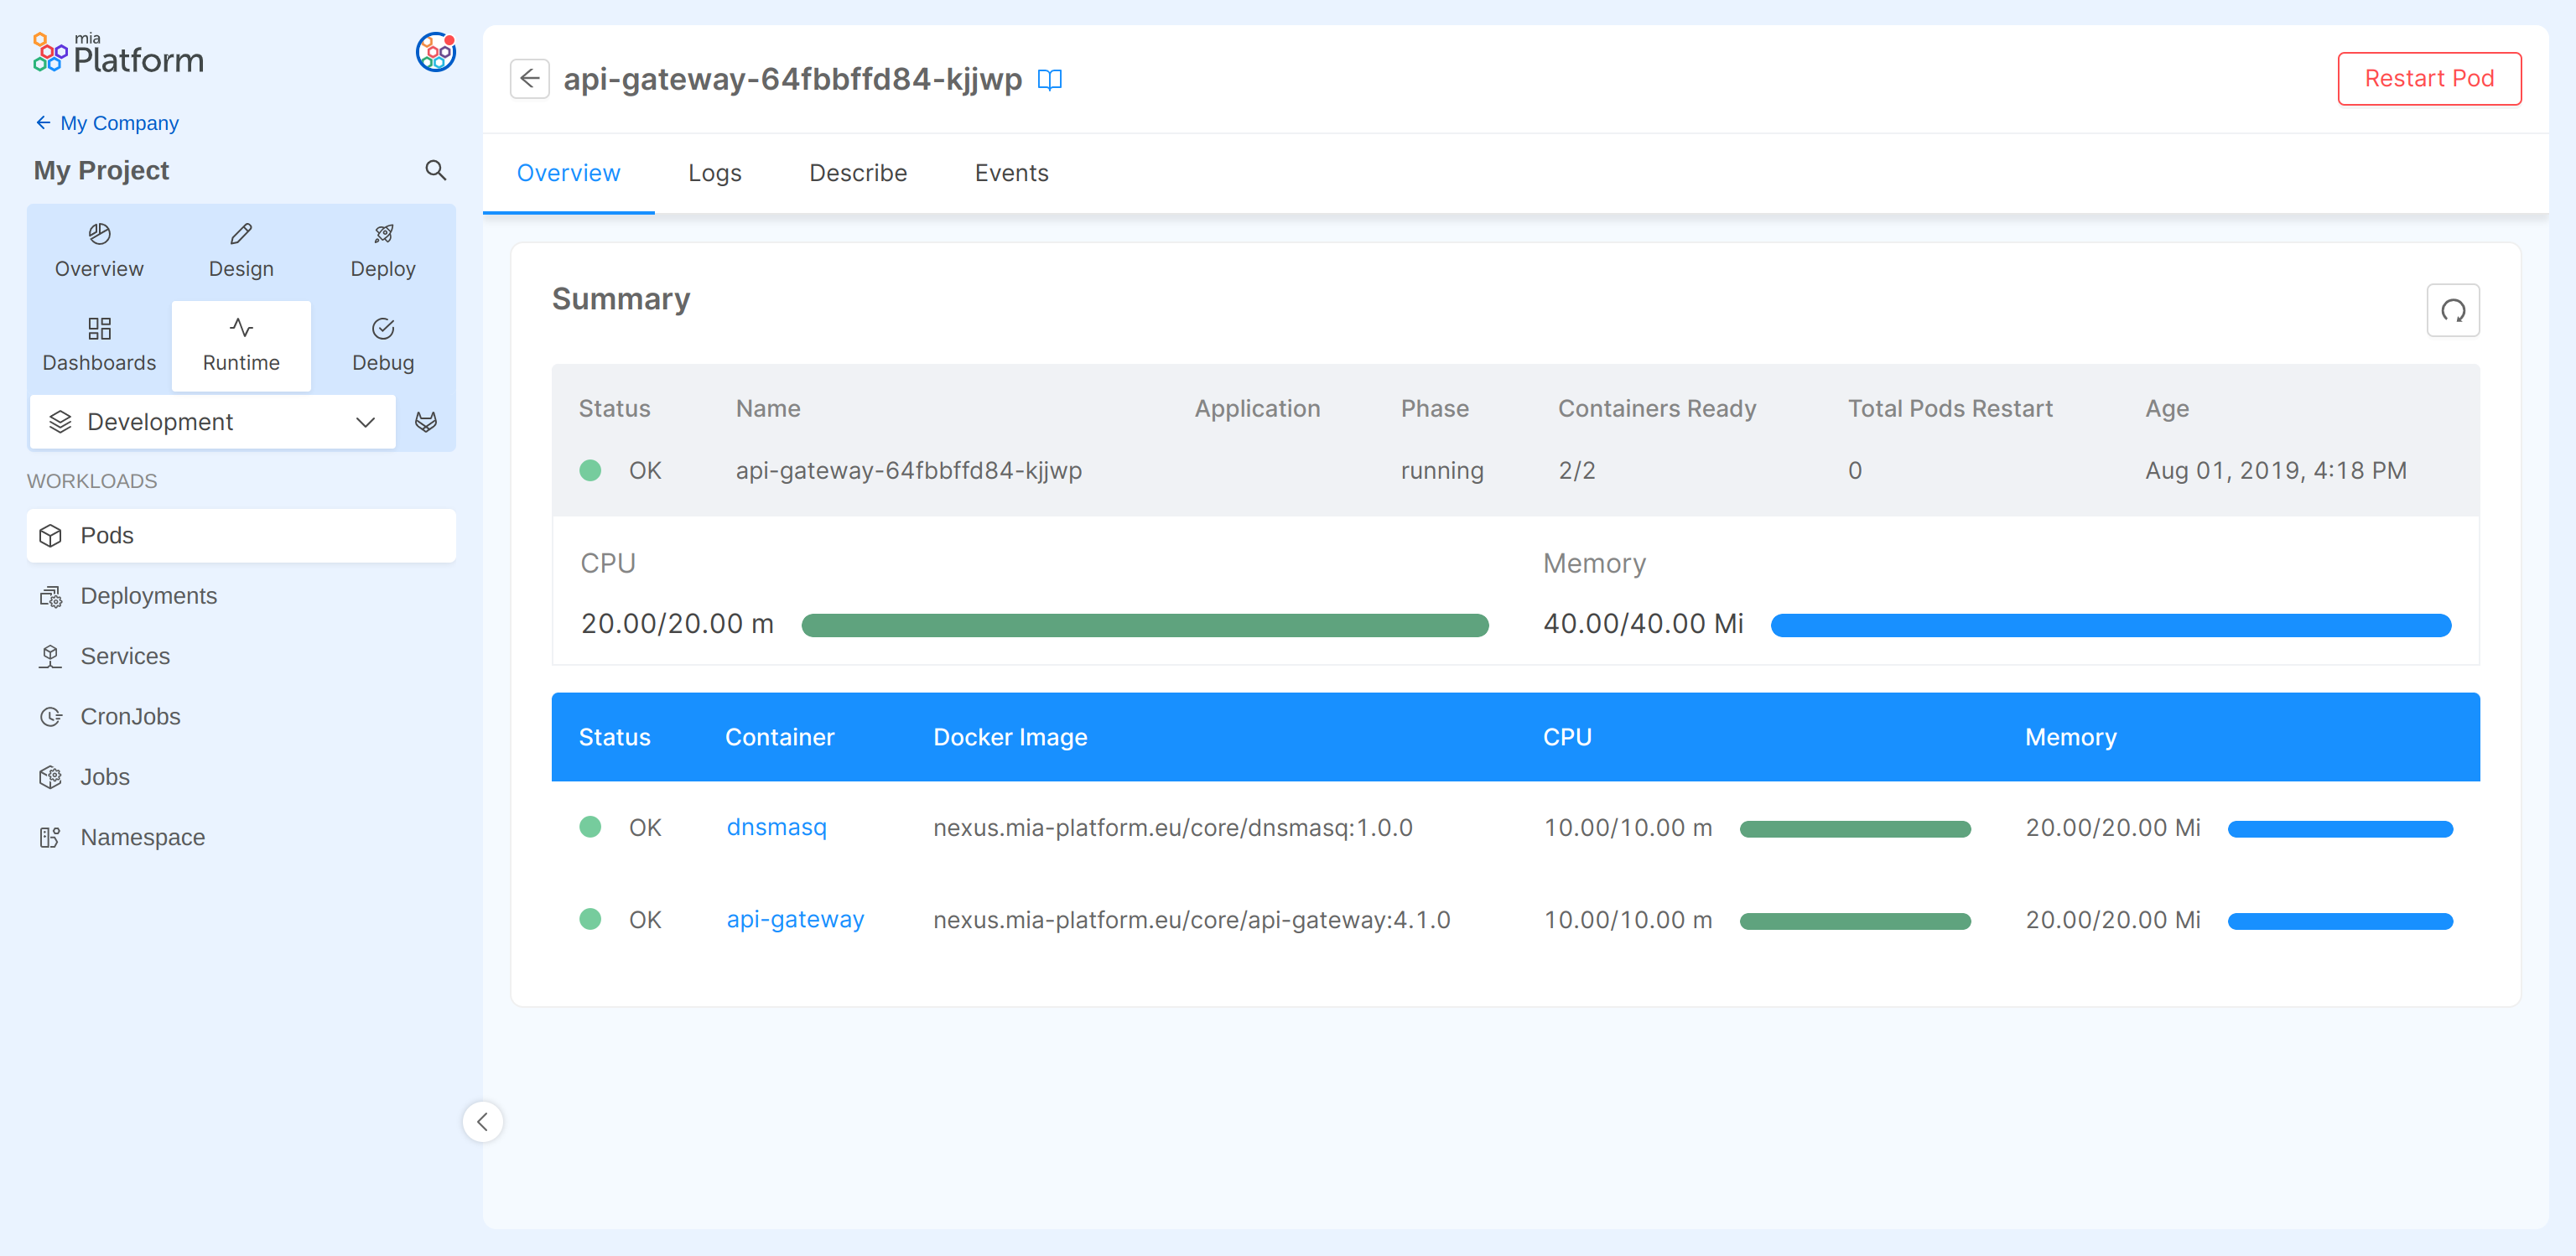 mia
Platform
My Company
My Project
Overview
Design
Deploy
Dashboards
Runtime
Debug
Development
WORKLOADS
Pods
Deployments
Services
CronJobs
Jobs
Namespace
api-gateway-64fbbffd84-kjjwp
Restart Pod
Overview Logs Describe Events
Summary
Status Name Application Phase Containers Ready Total Pods Restart Age
OK api-gateway-64fbbffd84-kjjwp running 2/2 0 Aug 01, 2019, 4:18 PM
CPU Memory
20.00/20.00 m 40.00/40.00 Mi
Status Container Docker Image CPU Memory
OK dnsmasq nexus.mia-platform.eu/core/dnsmasq:1.0.0 10.00/10.00 m 20.00/20.00 Mi
OK api-gateway nexus.mia-platform.eu/core/api-gateway:4.1.0 10.00/10.00 m 20.00/20.00 Mi